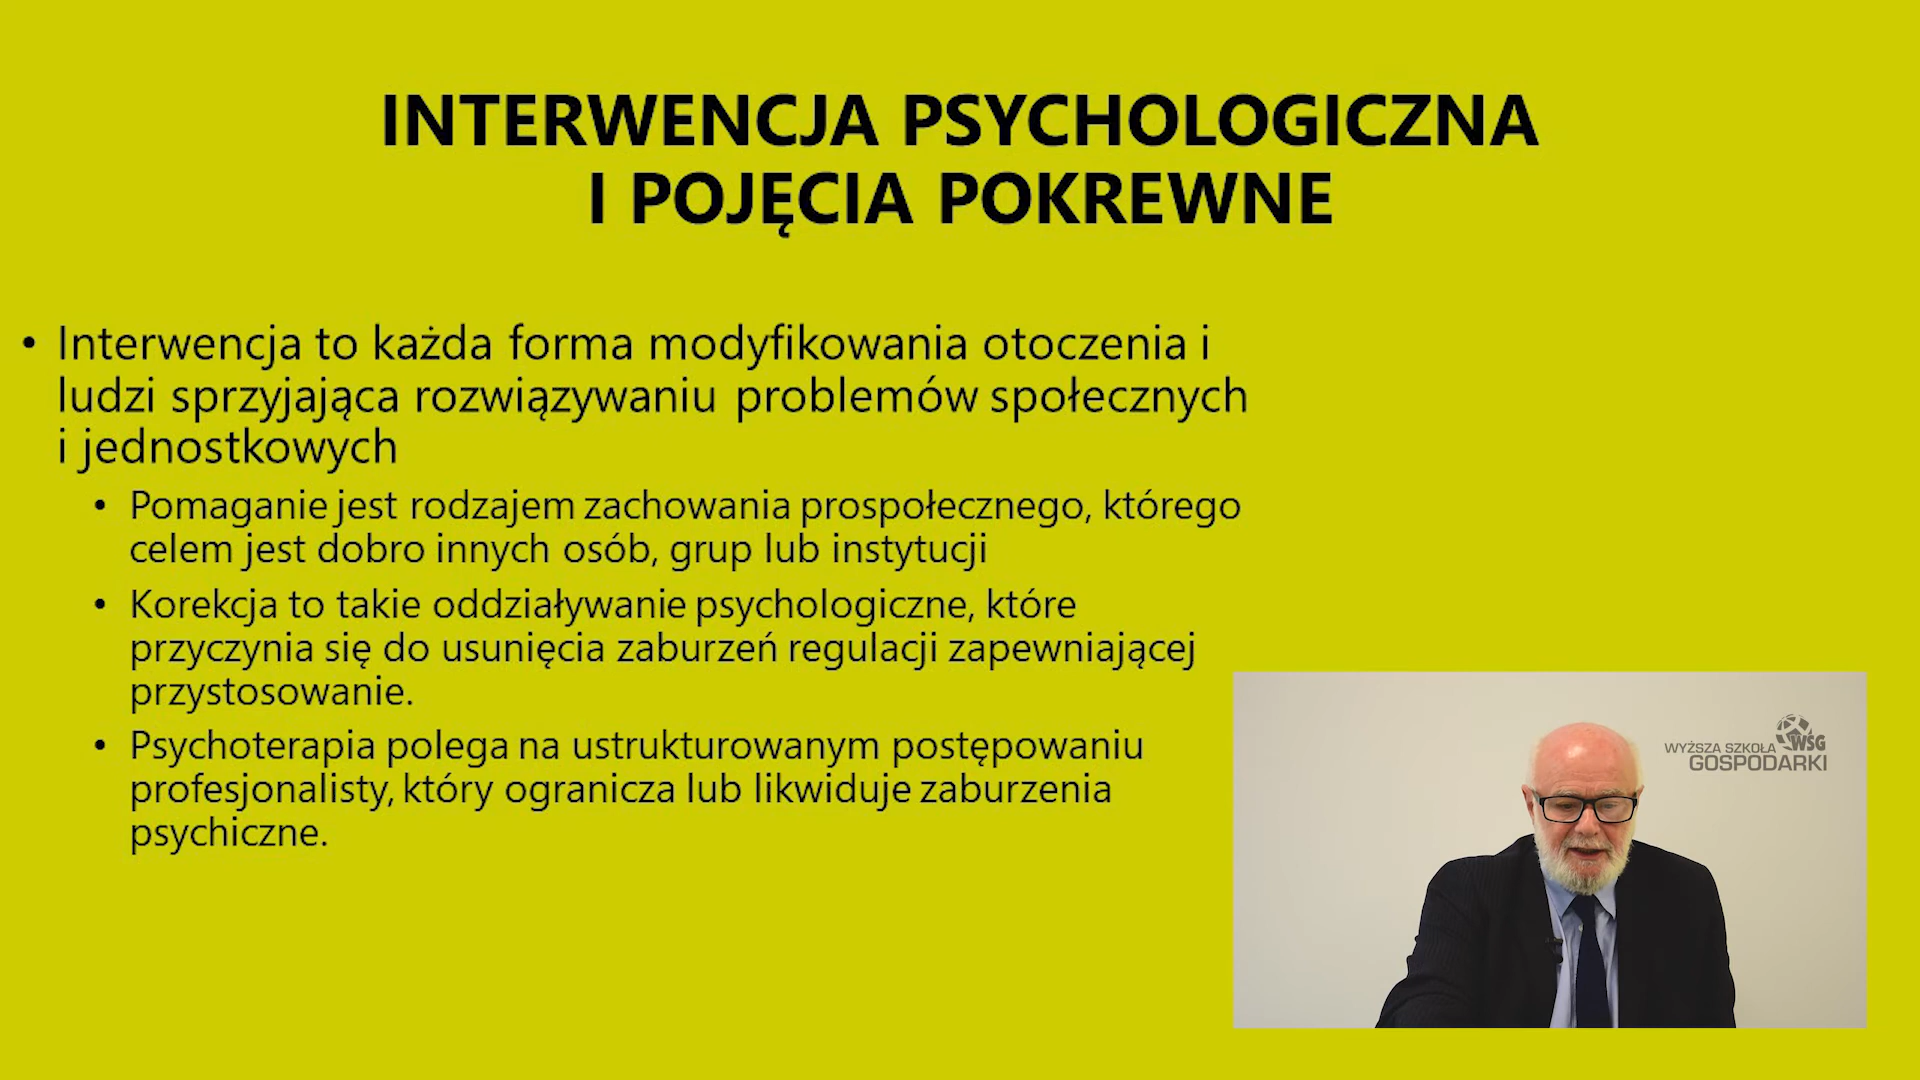 INTERWENCJA PSYCHOLOGICZNA
I POJĘCIA POKREWNE
• Interwencja to każda forma modyfikowania otoczenia i
ludzi sprzyjająca rozwiązywaniu problemów społecznych
i jednostkowych
• Pomaganie jest rodzajem zachowania prospołecznego, którego
celem jest dobro innych osób, grup lub instytucji
• Korekcja to takie oddziaływanie psychologiczne, które
przyczynia się do usunięcia zaburzeń regulacji zapewniającej
przystosowanie.
• Psychoterapia polega na ustrukturowanym postępowaniu
profesjonalisty, który ogranicza lub likwiduje zaburzenia
psychiczne.
WYŻSZA SZKOŁA WSG
GOSPODARKI